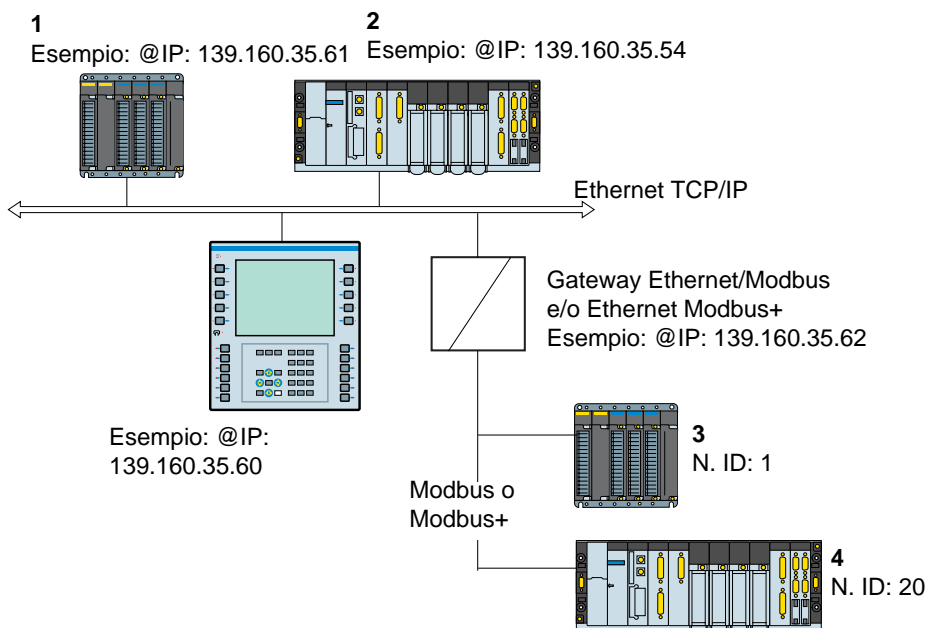 1
Esempio: @IP: 139.160.35.61
2
Esempio: @IP: 139.160.35.54
Ethernet TCP/IP
Gateway Ethernet/Modbus
e/o Ethernet Modbus+
Esempio: @IP: 139.160.35.62
Esempio: @IP:
139.160.35.60
3
N. ID: 1
Modbus o
Modbus+
4
N. ID: 20